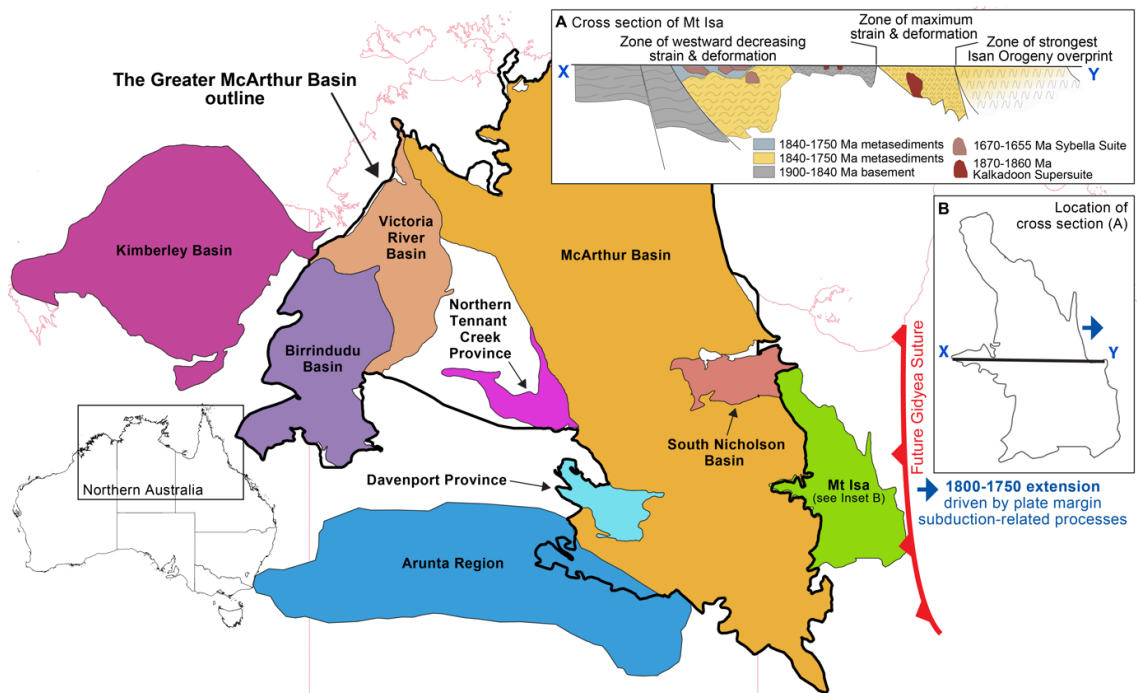 A Cross section of Mt Isa
Zone of westward decreasing
strain & deformation
Zone of maximum
strain & deformation
Zone of strongest
Isan Orogeny overprint
X
Y
1840-1750 Ma metasediments
1840-1750 Ma metasediments
1900-1840 Ma basement
1670-1655 Ma Sybella Suite
1870-1860 Ma
Kalkadoon Supersuite
The Greater McArthur Basin
outline
Kimberley Basin
Victoria
River
Basin
McArthur Basin
Birrindudu
Basin
Northern
Tennant
Creek
Province
South Nicholson
Basin
Davenport Province
Mt Isa
(see Inset B)
Arunta Region
Northern Australia
Future Gidyea Suture
B
Location of
cross section (A)
X
Y
1800-1750 extension
driven by plate margin
subduction-related processes